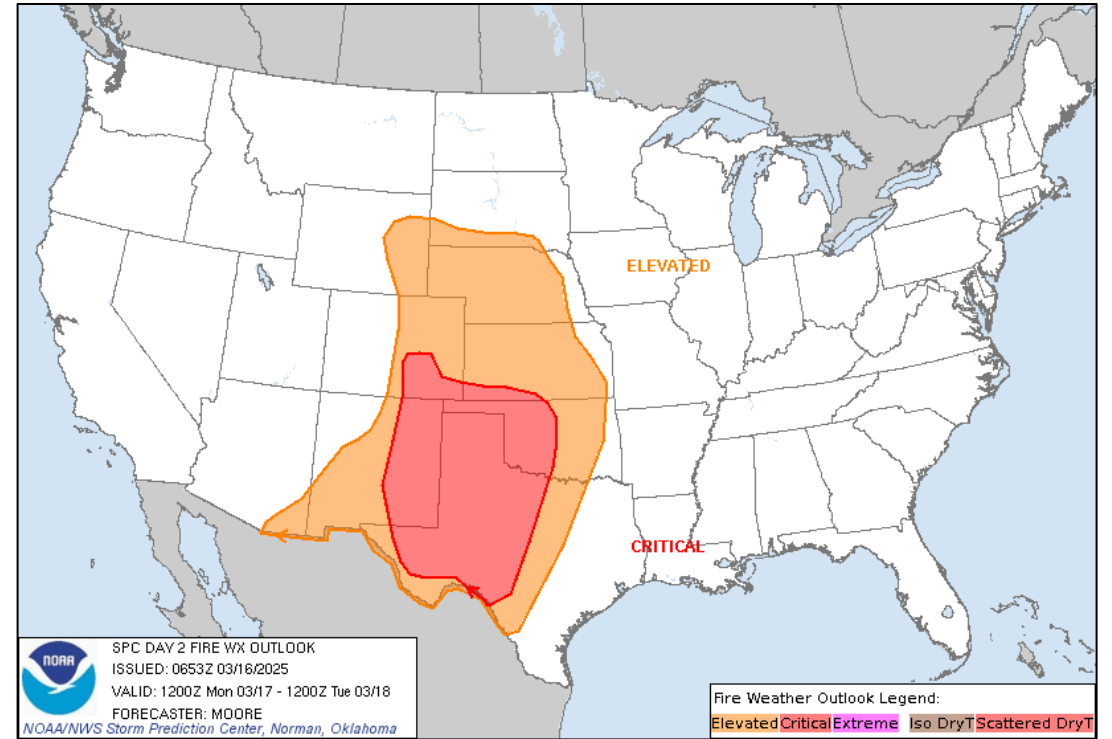 ELEVATED
CRITICAL
NOAA
SPC DAY 2 FIRE WX OUTLOOK
ISSUED: 0653Z 03/16/2025
VALID: 1200Z Mon 03/17 - 1200Z Tue 03/18
FORECASTER: MOORE
NOAA/NWS Storm Prediction Center, Norman, Oklahoma
Fire Weather Outlook Legend:
Elevated Critical Extreme Iso DryT Scattered DryT